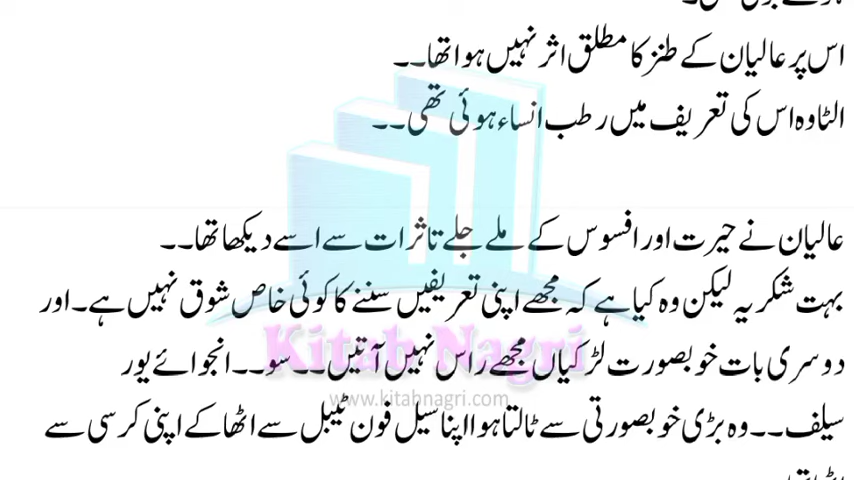 اس پر عالیان کے طنز کا مطلق اثر نہیں ہوا تھا۔۔
الٹا وہ اس کی تعریف میں رطب انساء ہوئی تھی۔۔
عالیان نے حیرت اور افسوس کے ملے جلے تاثرات سے اسے دیکھا تھا۔۔
بہت شکریہ لیکن وہ کیا ہے کہ مجھے اپنی تعریفیں سننے کا کوئی خاص شوق نہیں ہے۔ اور
دوسری بات خوبصورت لڑکیاں مجھے راس نہیں آتیں۔۔۔ سو۔۔ انجوائے یور
Kitab Nagri
www.kitabnagri.com
سیلف۔۔ وہ بڑی خوبصورتی سے ٹالتا ہوا اپنا سیل فون ٹیبل سے اٹھا کے اپنی کرسی سے